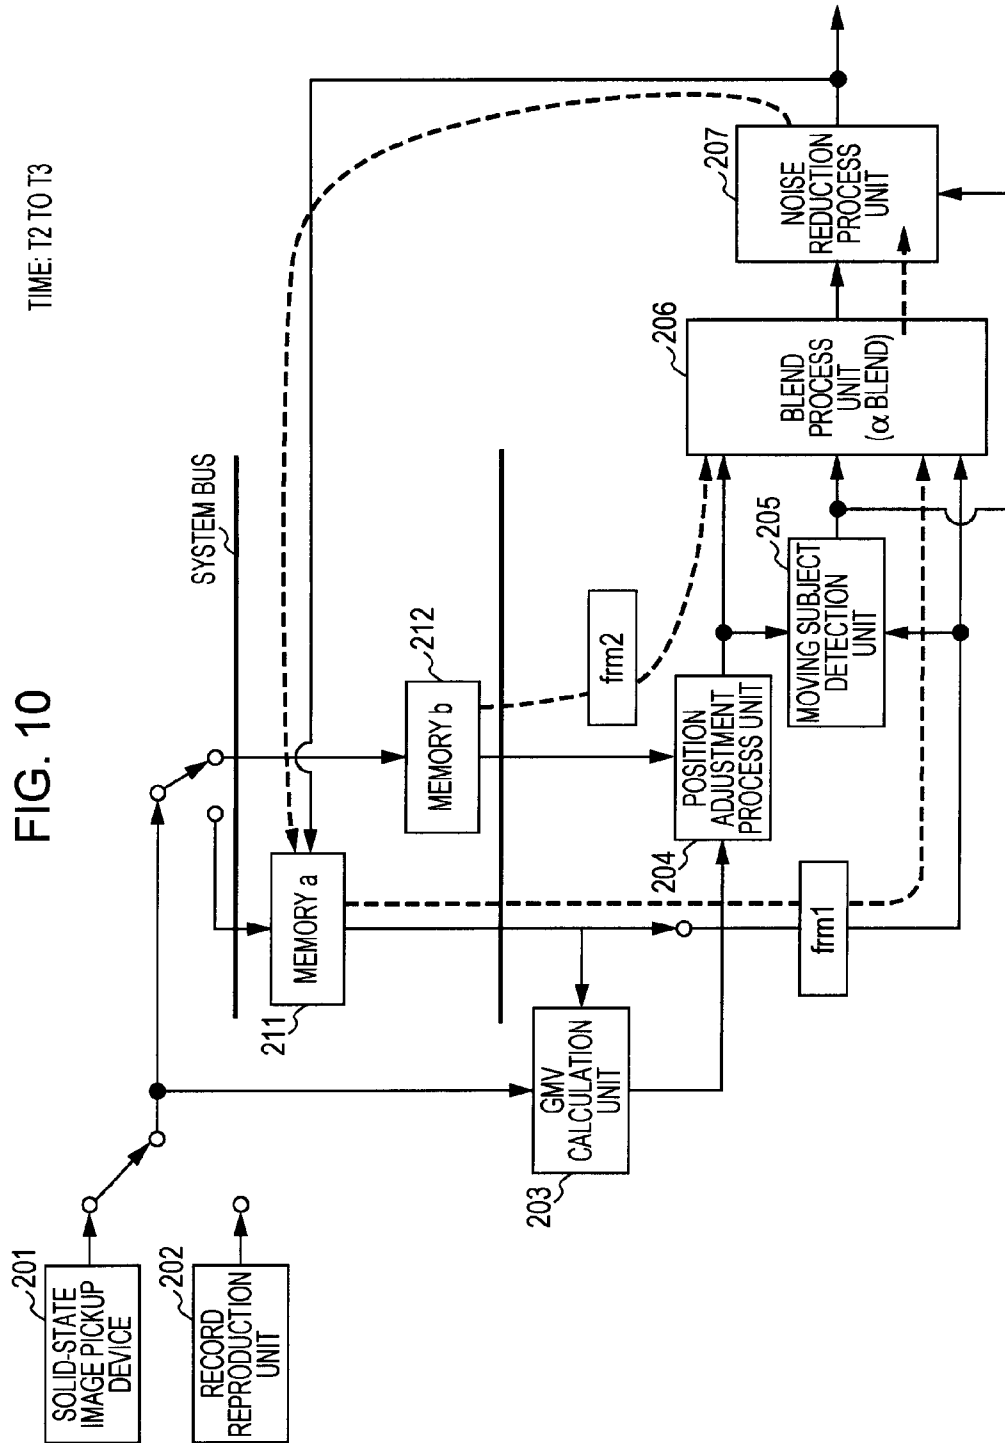 FIG. 10
TIME: T2 TO T3
201
SOLID-STATE
IMAGE PICKUP
DEVICE
202
RECORD
REPRODUCTION
UNIT
SYSTEM BUS
211
MEMORY a
212
MEMORY b
203
GMV
CALCULATION
UNIT
frm2
204
POSITION
ADJUSTMENT
PROCESS UNIT
frm1
205
MOVING SUBJECT
DETECTION
UNIT
206
BLEND
PROCESS
UNIT
(α BLEND)
207
NOISE
REDUCTION
PROCESS
UNIT